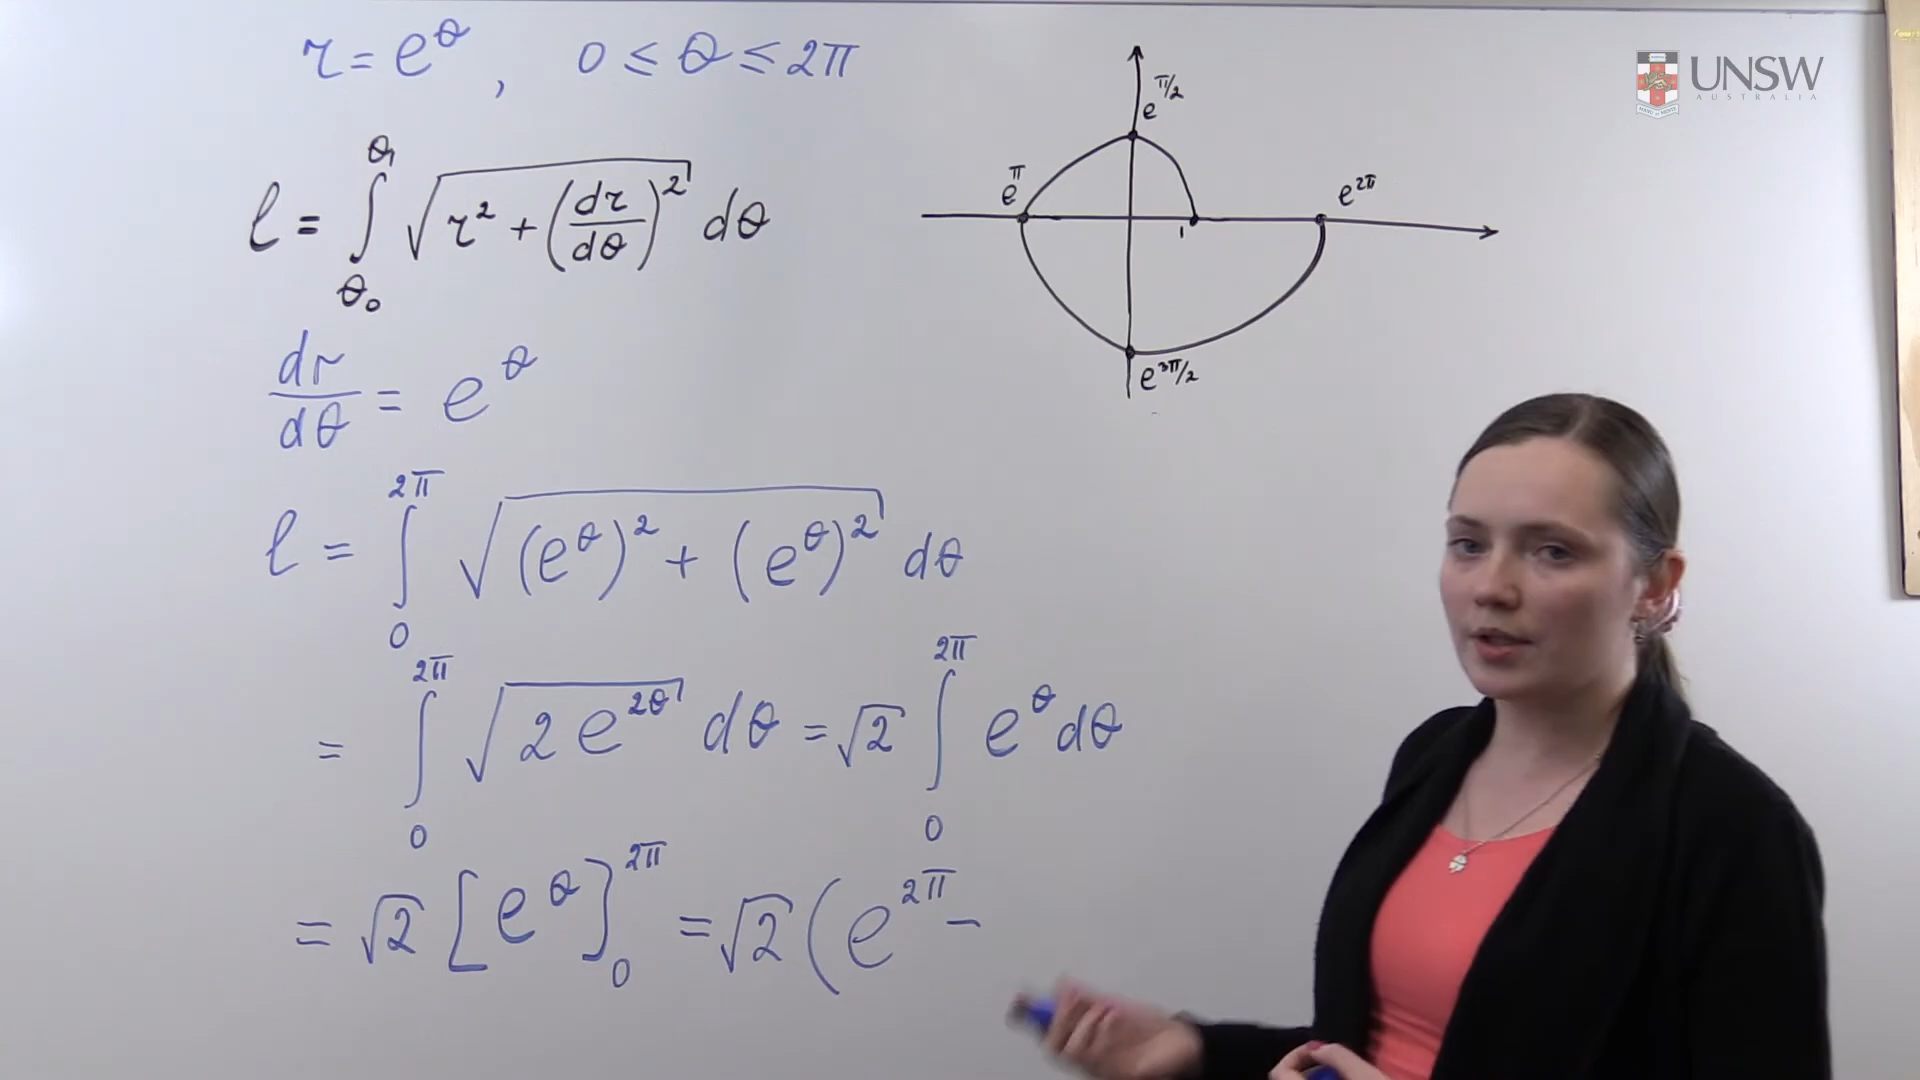 r = e^θ, 0 ≤ θ ≤ 2π
l = ∫_{θ₀}^{θ₁} √(r² + (dr/dθ)²) dθ
dr/dθ = e^θ
l = ∫_0^{2π} √((e^θ)² + (e^θ)²) dθ
= ∫_0^{2π} √(2e^{2θ}) dθ = √2 ∫_0^{2π} e^θ dθ
= √2 [e^θ]_0^{2π} = √2 (e^{2π} −
e^{π/2}
e^π
1
e^{2π}
e^{3π/2}
UNSW
AUSTRALIA